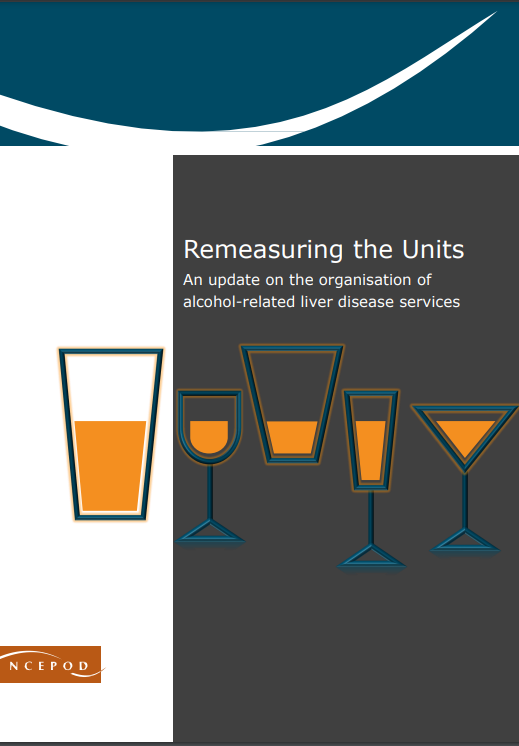 Remeasuring the Units
An update on the organisation of
alcohol-related liver disease services
NCEPOD